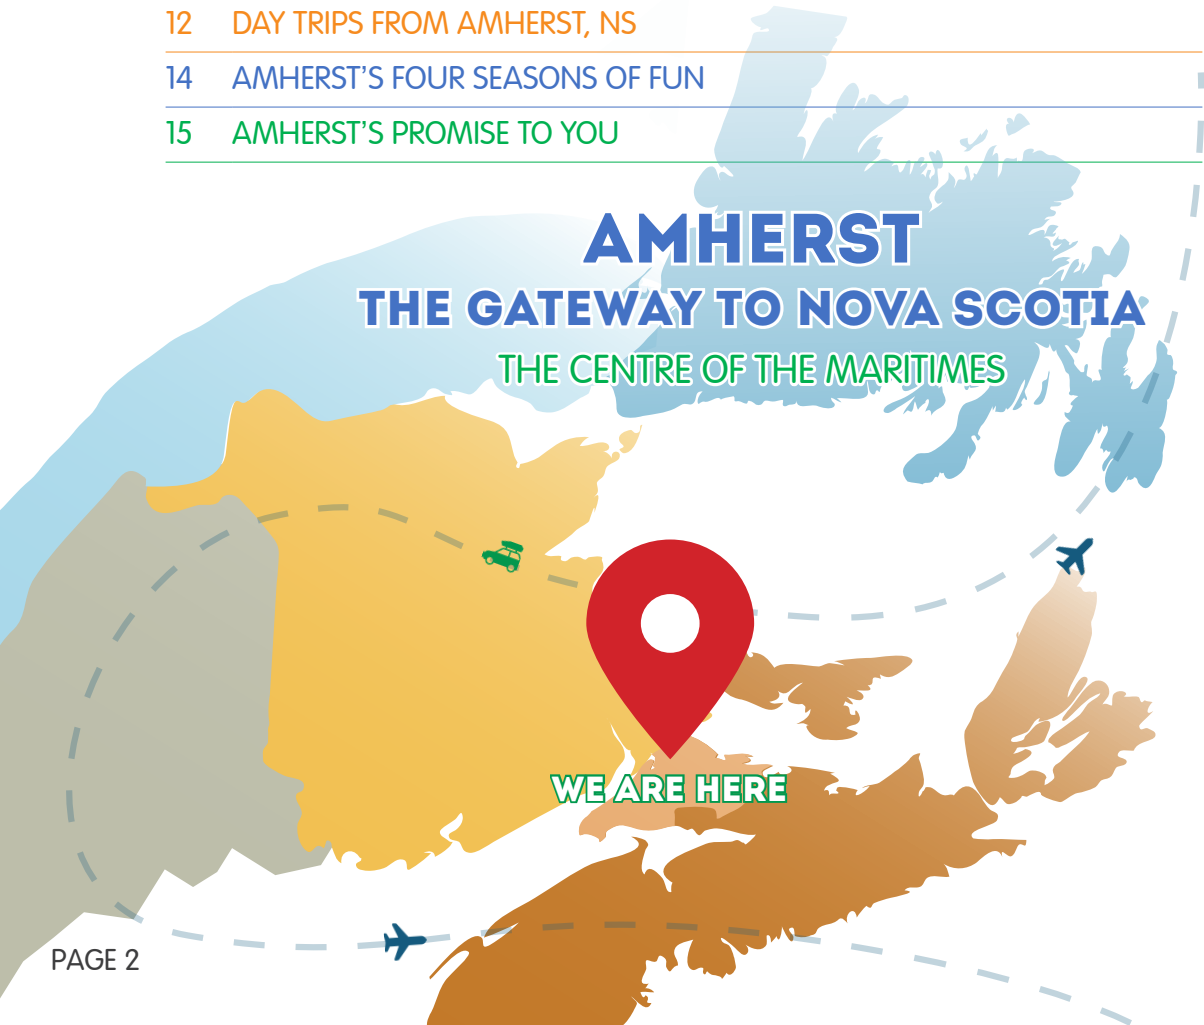 12 DAY TRIPS FROM AMHERST, NS
14 AMHERST'S FOUR SEASONS OF FUN
15 AMHERST'S PROMISE TO YOU
AMHERST
THE GATEWAY TO NOVA SCOTIA
THE CENTRE OF THE MARITIMES
WE ARE HERE
PAGE 2